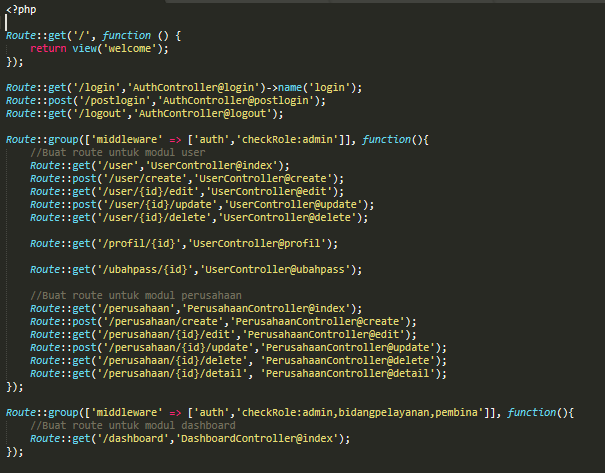 <?php
Route::get('/', function () {
    return view('welcome');
});
Route::get('/login','AuthController@login')->name('login');
Route::post('/postlogin','AuthController@postlogin');
Route::get('/logout','AuthController@logout');
Route::group(['middleware' => ['auth','checkRole:admin']], function(){
    //Buat route untuk modul user
    Route::get('/user','UserController@index');
    Route::post('/user/create','UserController@create');
    Route::get('/user/{id}/edit','UserController@edit');
    Route::post('/user/{id}/update','UserController@update');
    Route::get('/user/{id}/delete','UserController@delete');
    Route::get('/profil/{id}','UserController@profil');
    Route::get('/ubahpass/{id}','UserController@ubahpass');
    //Buat route untuk modul perusahaan
    Route::get('/perusahaan','PerusahaanController@index');
    Route::post('/perusahaan/create','PerusahaanController@create');
    Route::get('/perusahaan/{id}/edit','PerusahaanController@edit');
    Route::post('/perusahaan/{id}/update','PerusahaanController@update');
    Route::get('/perusahaan/{id}/delete', 'PerusahaanController@delete');
    Route::get('/perusahaan/{id}/detail', 'PerusahaanController@detail');
});
Route::group(['middleware' => ['auth','checkRole:admin,bidangpelayanan,pembina']], function(){
    //Buat route untuk modul dashboard
    Route::get('/dashboard','DashboardController@index');
});